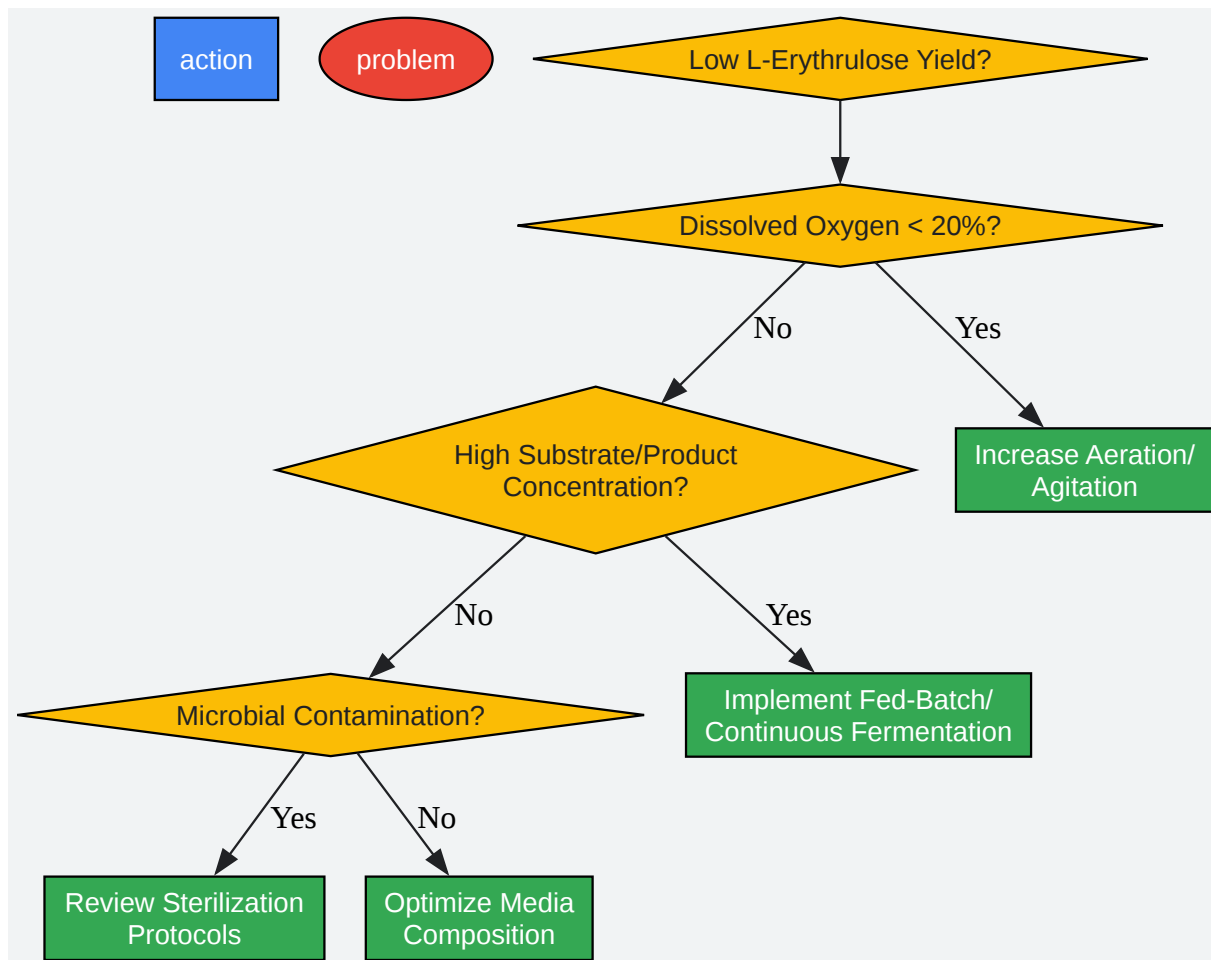 action
problem
Low L-Erythrulose Yield?
Dissolved Oxygen < 20%?
No
Yes
High Substrate/Product
Concentration?
Increase Aeration/
Agitation
No
Yes
Microbial Contamination?
Implement Fed-Batch/
Continuous Fermentation
Yes
No
Review Sterilization
Protocols
Optimize Media
Composition